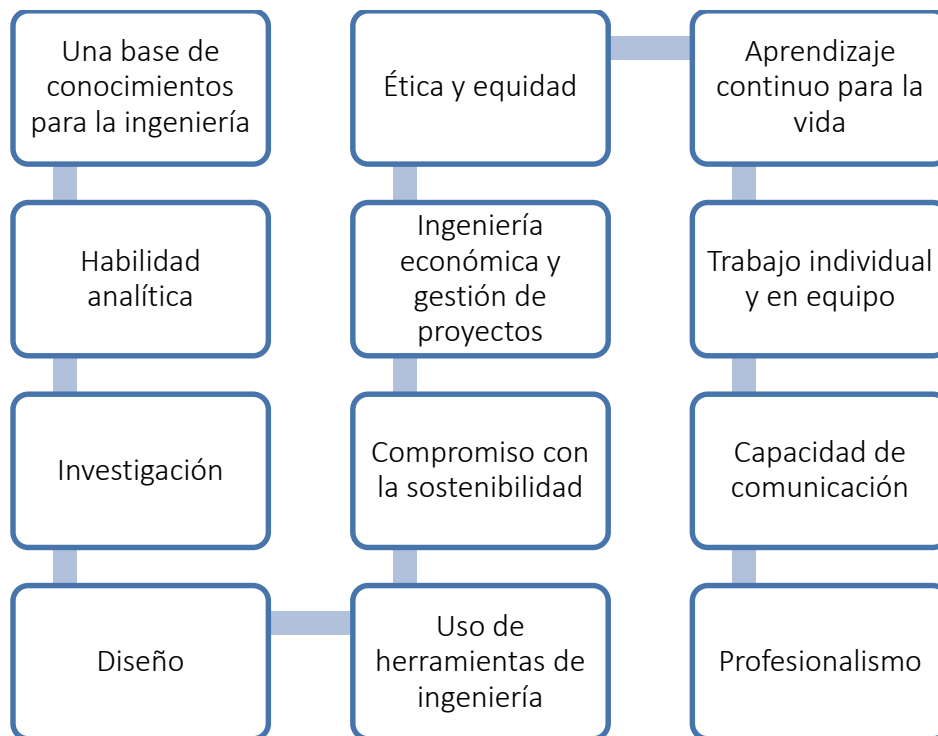 Una base de
conocimientos
para la ingeniería
Habilidad
analítica
Investigación
Diseño
Uso de
herramientas de
ingeniería
Compromiso con
la sostenibilidad
Ingeniería
económica y
gestión de
proyectos
Ética y equidad
Aprendizaje
continuo para la
vida
Trabajo individual
y en equipo
Capacidad de
comunicación
Profesionalismo